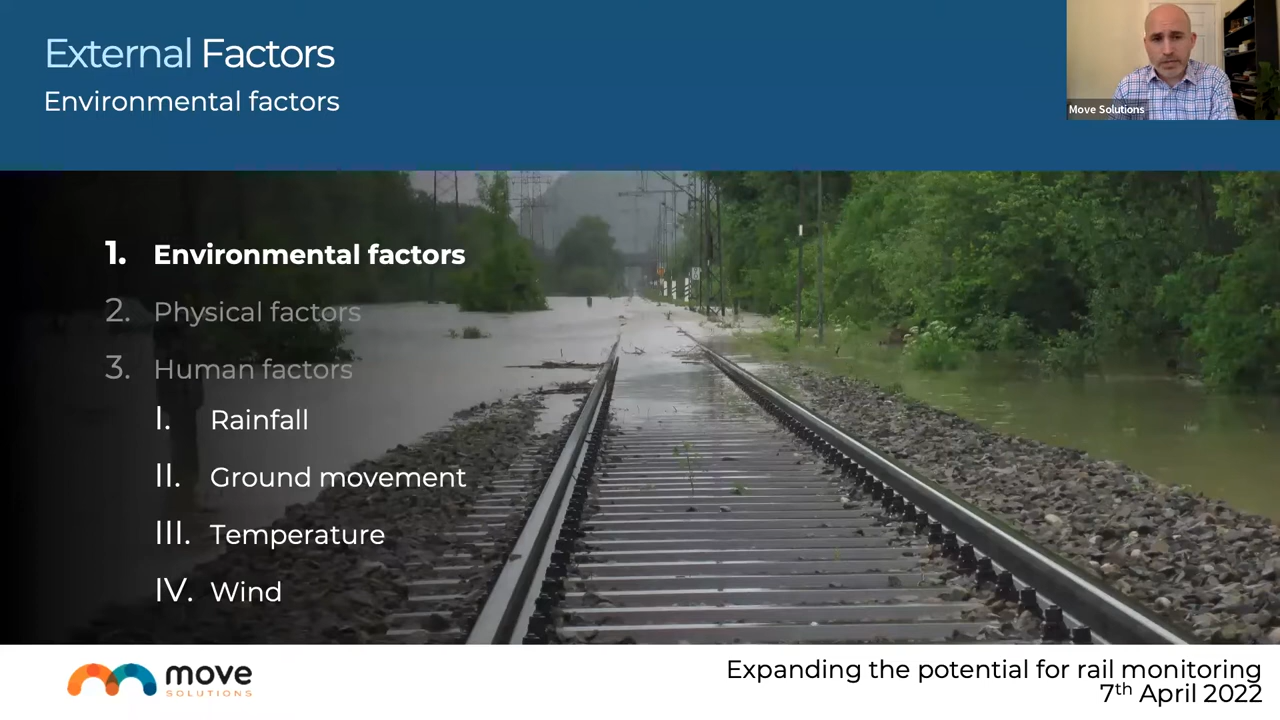 External Factors
Environmental factors
Move Solutions
1. Environmental factors
2. Physical factors
3. Human factors
I. Rainfall
II. Ground movement
III. Temperature
IV. Wind
move
SOLUTIONS
Expanding the potential for rail monitoring
7th April 2022